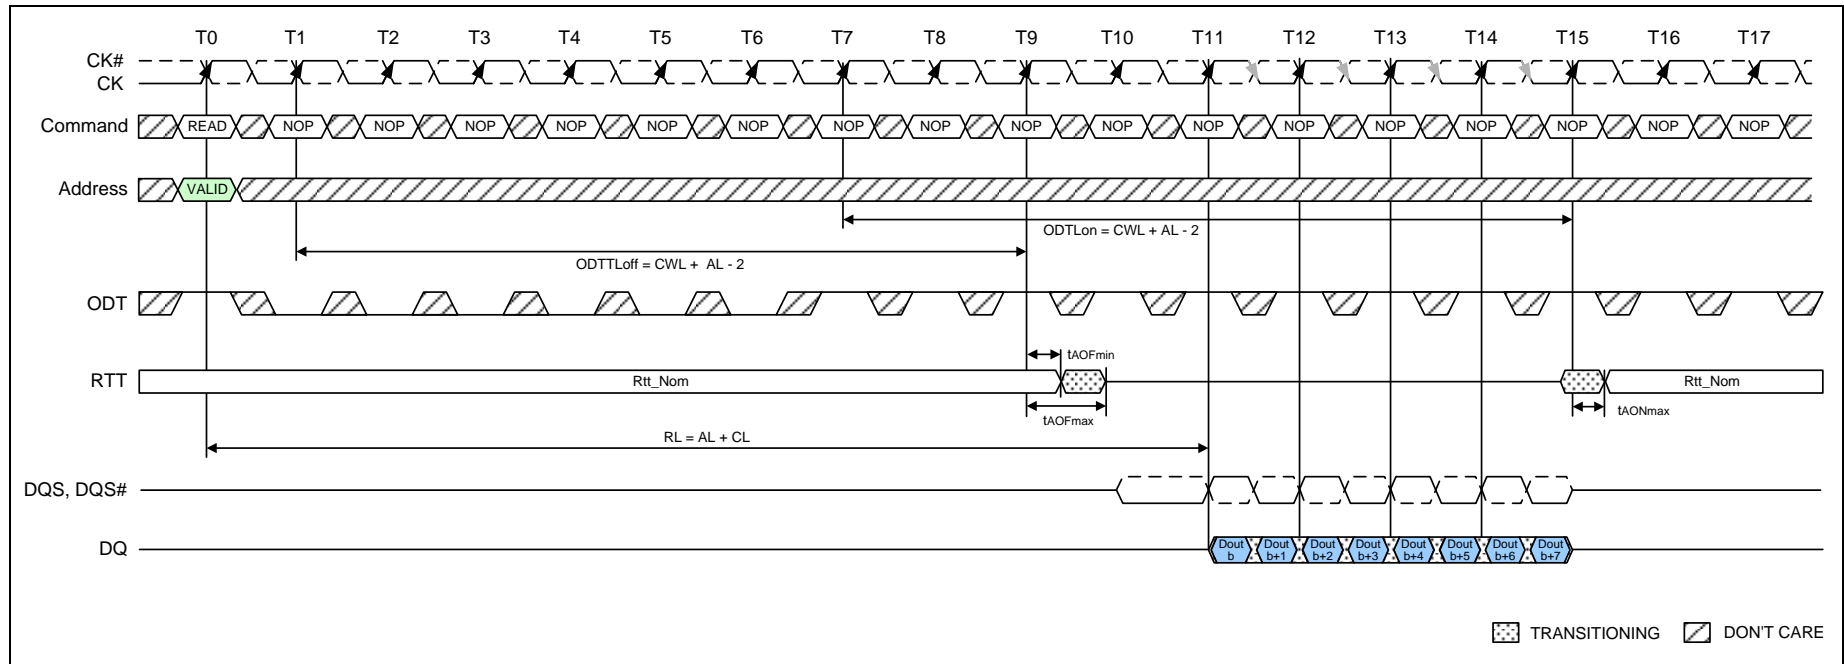 T0 T1 T2 T3 T4 T5 T6 T7 T8 T9 T10 T11 T12 T13 T14 T15 T16 T17
CK#
CK
Command READ NOP NOP NOP NOP NOP NOP NOP NOP NOP NOP NOP NOP NOP NOP NOP NOP NOP
Address VALID
ODTLon = CWL + AL - 2
ODTTLoff = CWL + AL - 2
ODT
tAOFmin
RTT Rtt_Nom Rtt_Nom
tAOFmax tAONmax
RL = AL + CL
DQS, DQS#
DQ Dout b Dout b+1 Dout b+2 Dout b+3 Dout b+4 Dout b+5 Dout b+6 Dout b+7
TRANSITIONING DON'T CARE